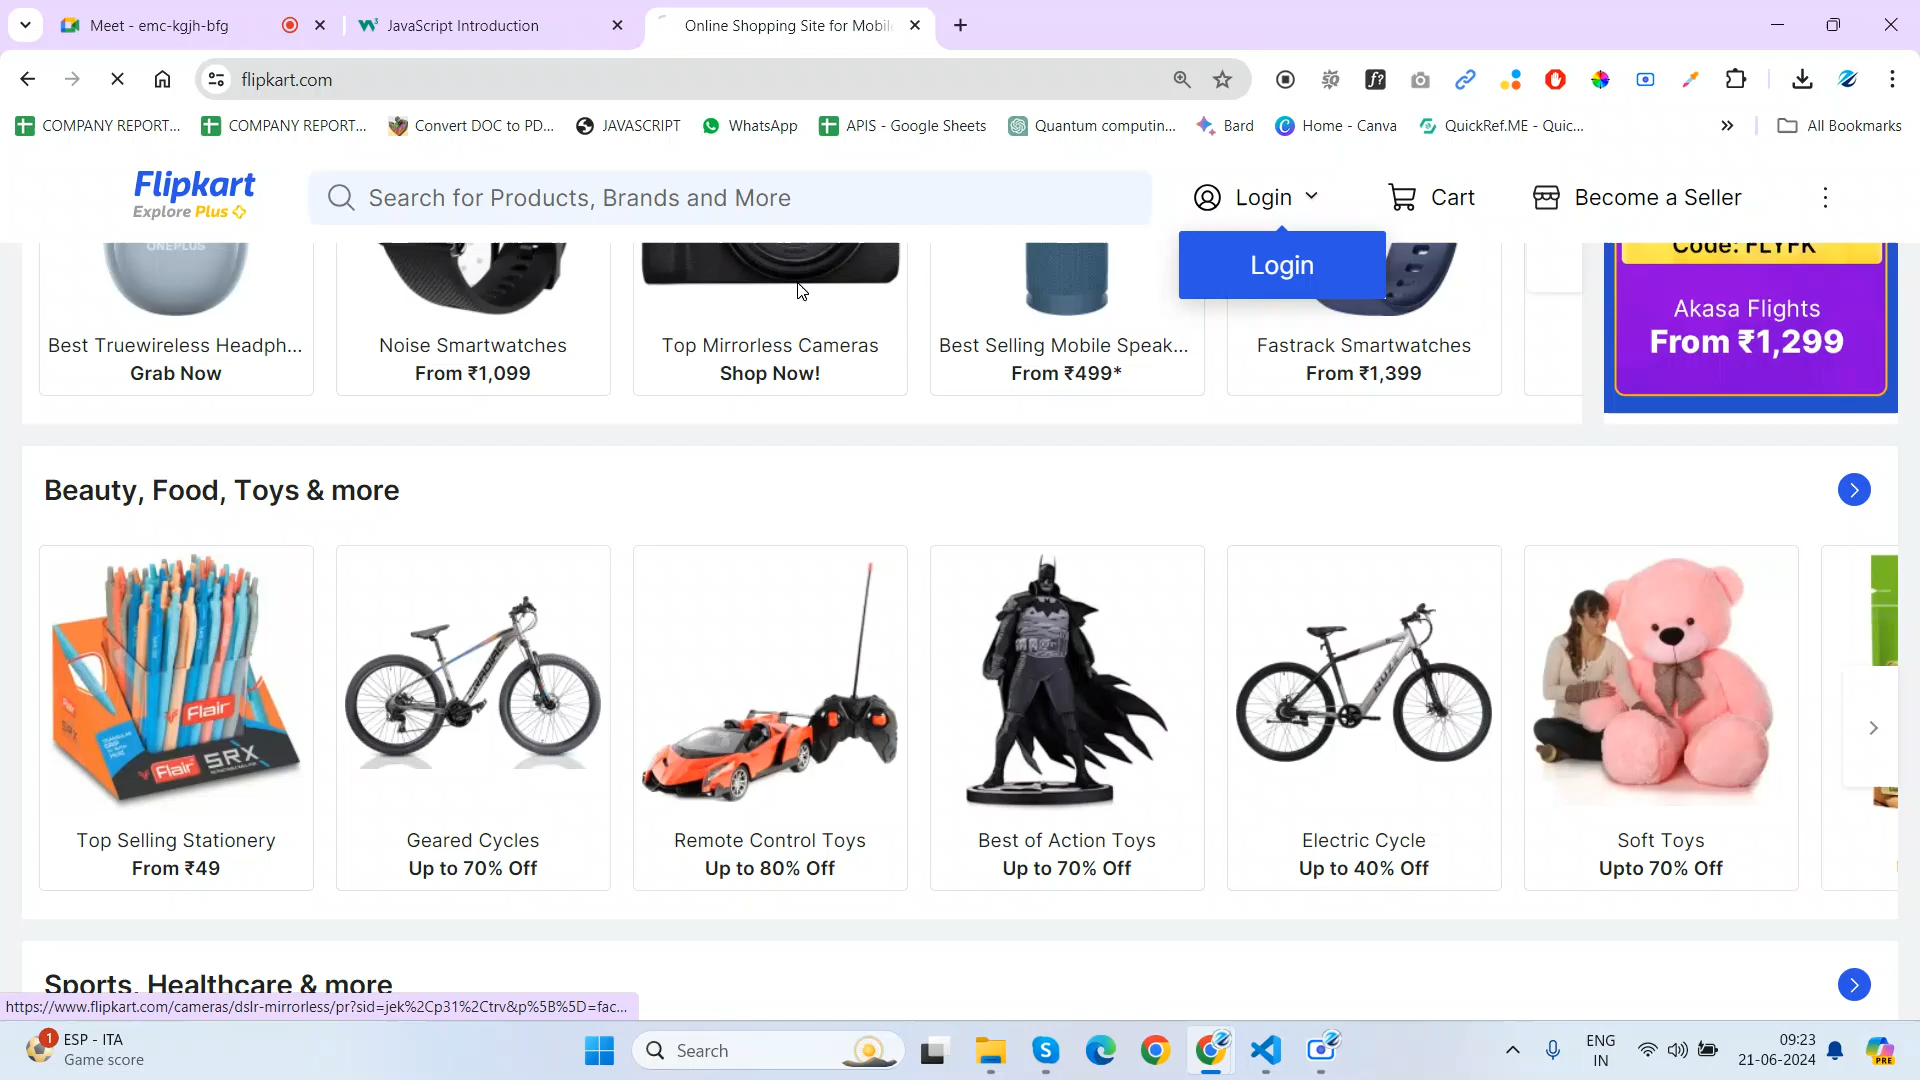 Meet - emc-kgjh-bfg
JavaScript Introduction
Online Shopping Site for Mobil
flipkart.com
COMPANY REPORT...
COMPANY REPORT...
Convert DOC to PD...
JAVASCRIPT
WhatsApp
APIS - Google Sheets
Quantum computin...
Bard
Home - Canva
QuickRef.ME - Quic...
All Bookmarks
Flipkart
Explore Plus
Search for Products, Brands and More
Login
Cart
Become a Seller
Login
ONEPLUS
Code: FLYFK
Akasa Flights
From ₹1,299
Best Truewireless Headph...
Grab Now
Noise Smartwatches
From ₹1,099
Top Mirrorless Cameras
Shop Now!
Best Selling Mobile Speak...
From ₹499*
Fastrack Smartwatches
From ₹1,399
Beauty, Food, Toys & more
Flair
Flair SRX
Top Selling Stationery
From ₹49
Geared Cycles
Up to 70% Off
Remote Control Toys
Up to 80% Off
Best of Action Toys
Up to 70% Off
Electric Cycle
Up to 40% Off
Soft Toys
Upto 70% Off
Sports, Healthcare & more
https://www.flipkart.com/cameras/dslr-mirrorless/pr?sid=jek%2Cp31%2Ctrv&p%5B%5D=fac...
1
ESP - ITA
Game score
Search
ENG
IN
09:23
21-06-2024
PRE